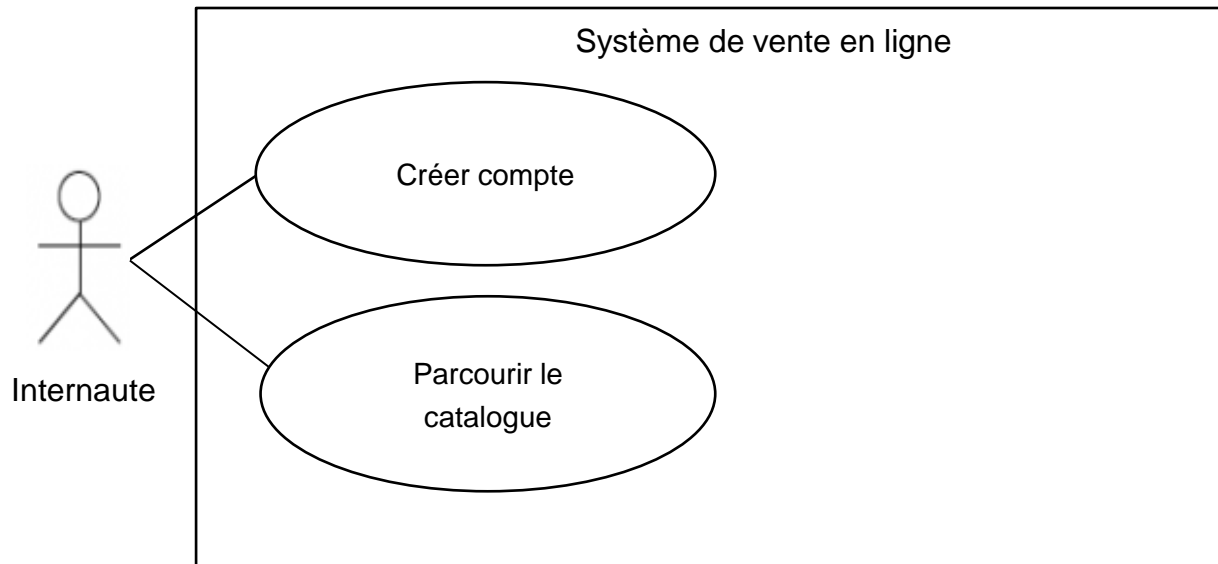 Système de vente en ligne
Créer compte
Parcourir le
catalogue
Internaute